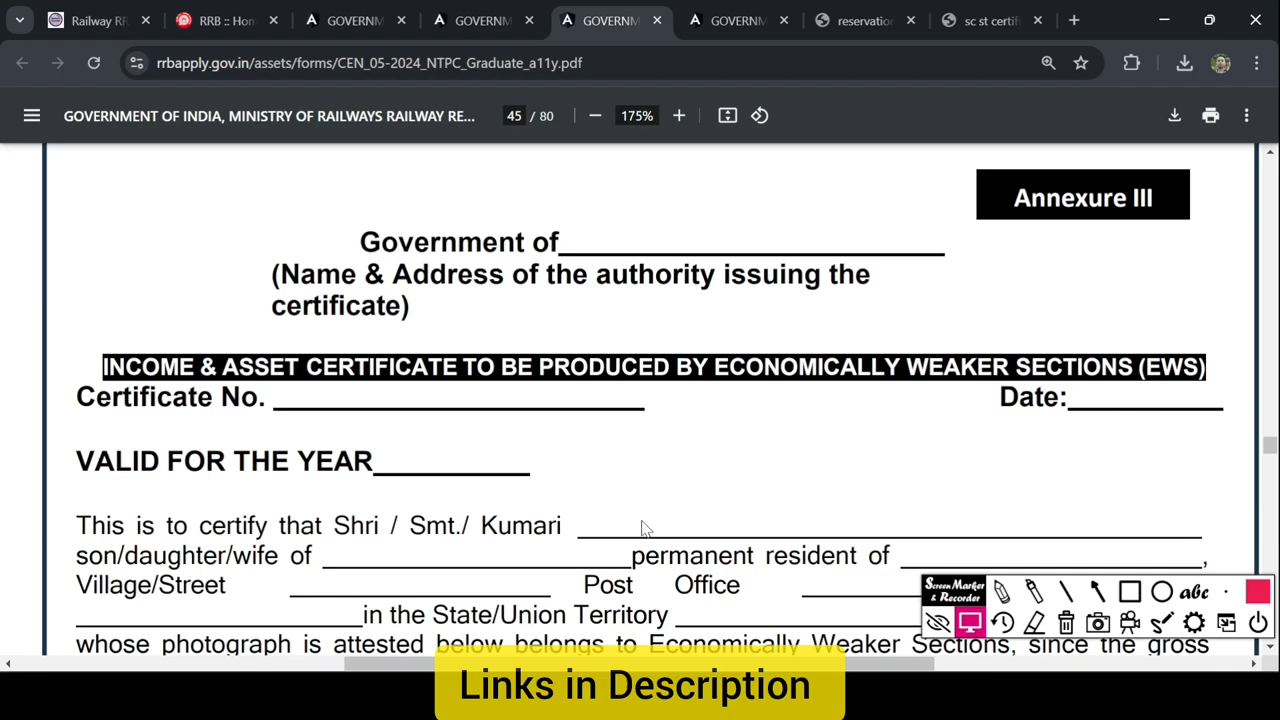 Railway RR
RRB :: Hom
GOVERNM
GOVERNM
GOVERNM
GOVERNM
reservation
sc st certifi
rrbapply.gov.in/assets/forms/CEN_05-2024_NTPC_Graduate_a11y.pdf
GOVERNMENT OF INDIA, MINISTRY OF RAILWAYS RAILWAY RE...
45 / 80
175%
Annexure III
Government of
(Name & Address of the authority issuing the
certificate)
INCOME & ASSET CERTIFICATE TO BE PRODUCED BY ECONOMICALLY WEAKER SECTIONS (EWS)
Certificate No. Date:
VALID FOR THE YEAR
This is to certify that Shri / Smt./ Kumari
son/daughter/wife of permanent resident of ,
Village/Street Post Office
in the State/Union Territory
whose photograph is attested below belongs to Economically Weaker Sections, since the gross
Screen Marker
& Recorder
abc
Links in Description